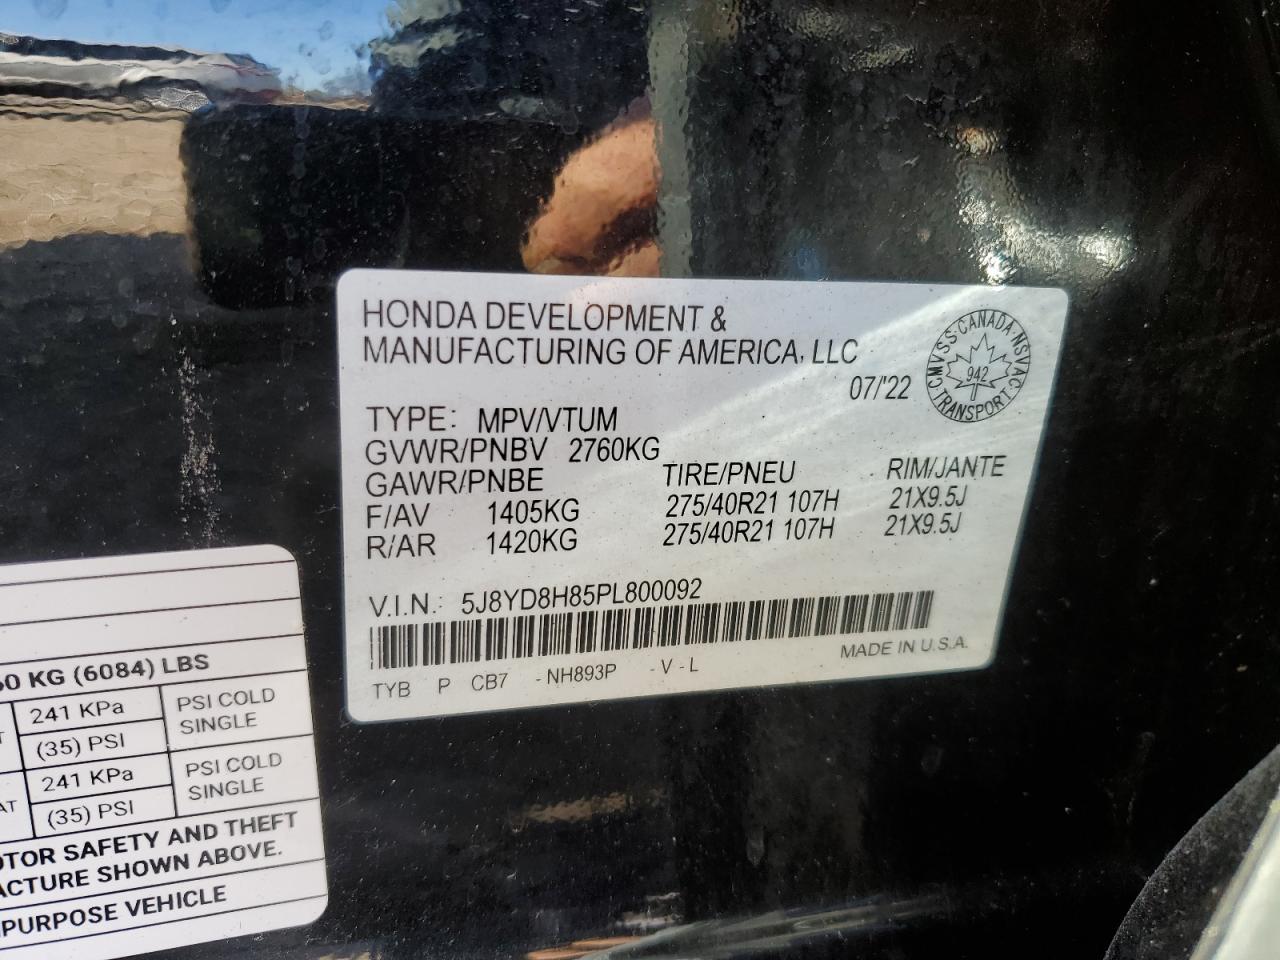 HONDA DEVELOPMENT &
MANUFACTURING OF AMERICA, LLC
07/'22
CMVSS·CANADA·NSVAC
942
TRANSPORT
TYPE: MPV/VTUM
GVWR/PNBV 2760KG
GAWR/PNBE TIRE/PNEU RIM/JANTE
F/AV 1405KG 275/40R21 107H 21X9.5J
R/AR 1420KG 275/40R21 107H 21X9.5J
V.I.N.: 5J8YD8H85PL800092
MADE IN U.S.A.
TYB P CB7 -NH893P -V-L
KG (6084) LBS
241 KPa PSI COLD
(35) PSI SINGLE
241 KPa PSI COLD
(35) PSI SINGLE
SAFETY AND THEFT
SHOWN ABOVE.
PURPOSE VEHICLE